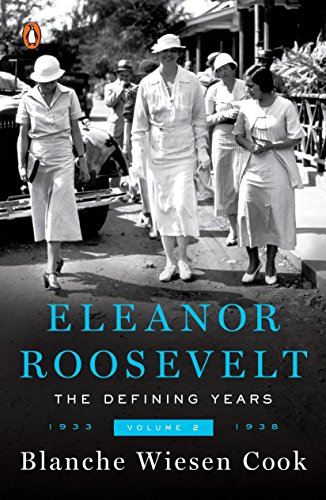 ELEANOR
ROOSEVELT
THE DEFINING YEARS
1933 VOLUME 2 1938
Blanche Wiesen Cook